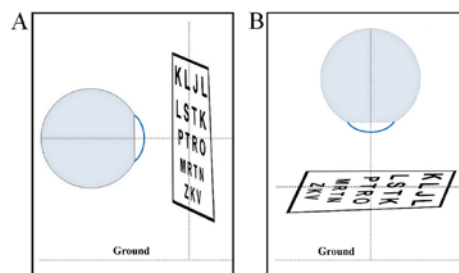 A
KLJL
LSTK
PTRO
MRTN
ZKV
Ground
B
KLJL
LSTK
PTRO
MRTN
ZKV
Ground